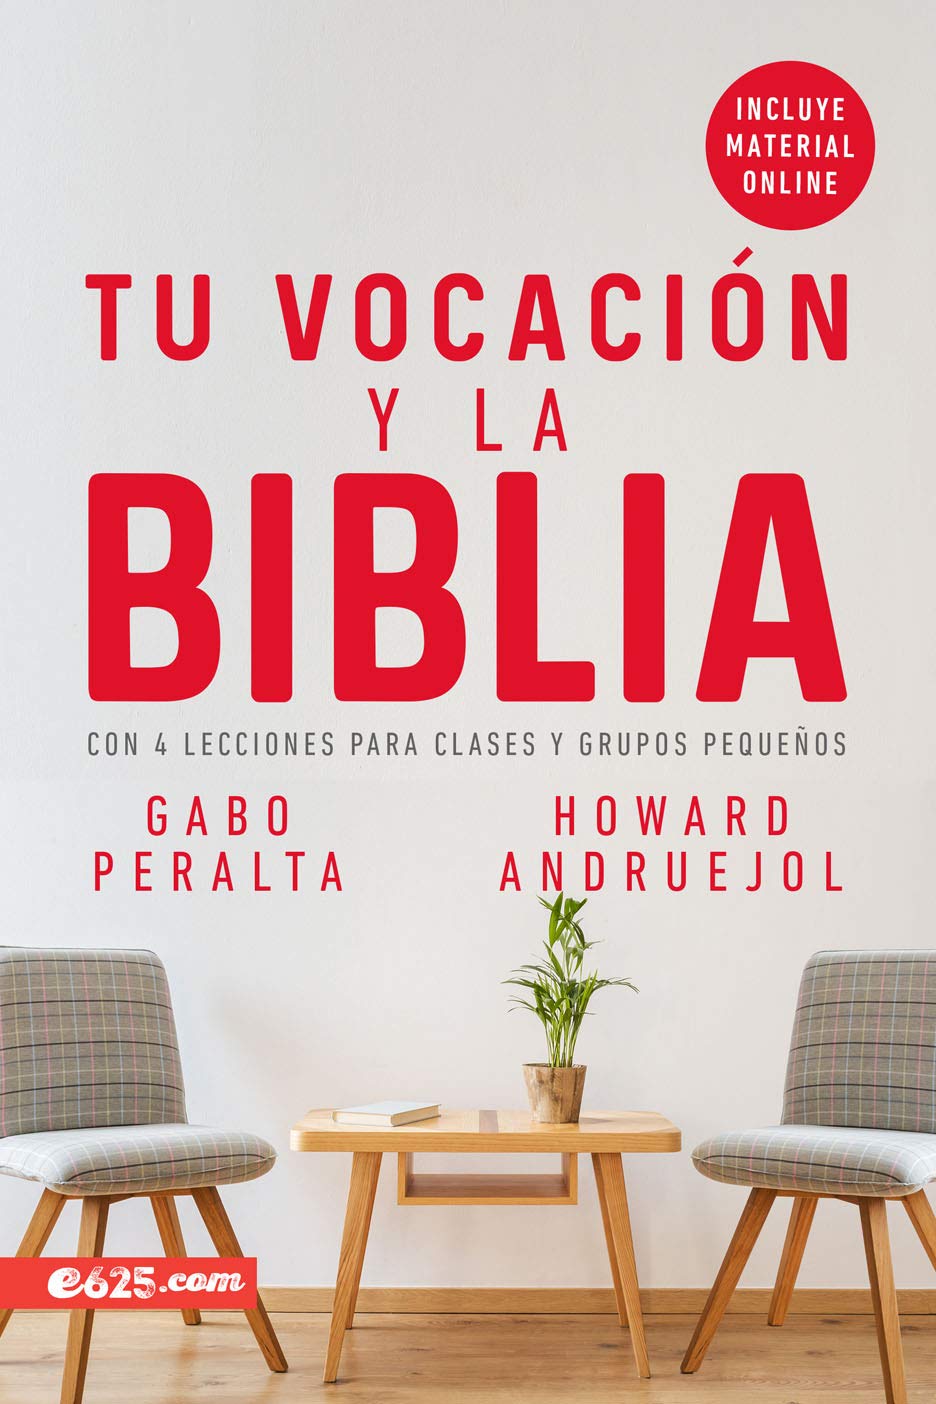 INCLUYE
MATERIAL
ONLINE
TU VOCACIÓN
Y LA
BIBLIA
CON 4 LECCIONES PARA CLASES Y GRUPOS PEQUEÑOS
GABO
PERALTA
HOWARD
ANDRUEJOL
e625.com